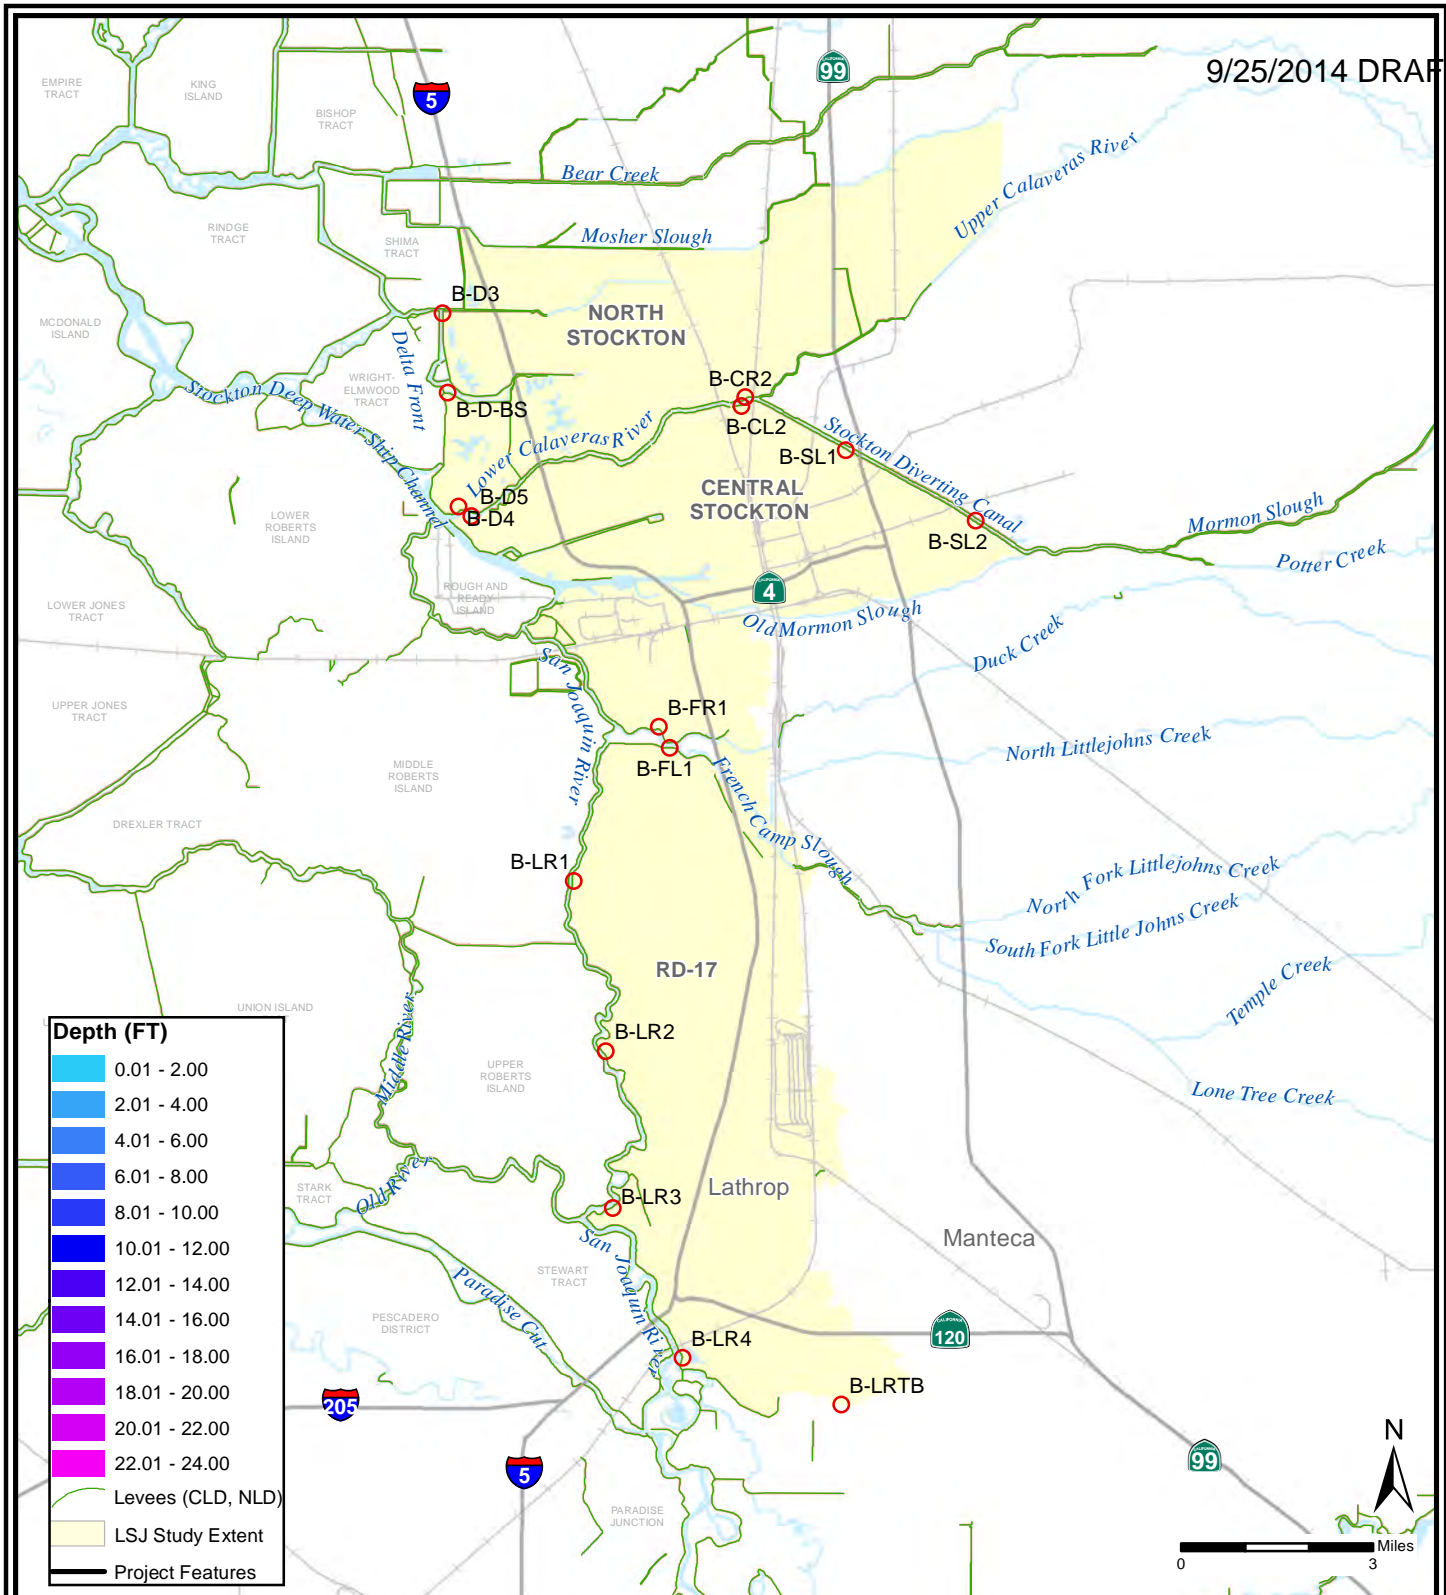 9/25/2014 DRAF
EMPIRE
TRACT
KING
ISLAND
BISHOP
TRACT
5
CALIFORNIA
99
Bear Creek
Upper Calaveras River
RINDGE
TRACT
SHIMA
TRACT
Mosher Slough
B-D3
NORTH
STOCKTON
MCDONALD
ISLAND
Delta Front
WRIGHT-
ELMWOOD
TRACT
B-CR2
B-D-BS
B-CL2
Stockton Deep Water Ship Channel
Lower Calaveras River
Stockton Diverting Canal
B-SL1
CENTRAL
STOCKTON
B-D5
B-D4
LOWER
ROBERTS
ISLAND
B-SL2
Mormon Slough
Potter Creek
ROUGH AND
READY
ISLAND
CALIFORNIA
4
LOWER JONES
TRACT
Old Mormon Slough
Duck Creek
San Joaquin River
UPPER JONES
TRACT
B-FR1
North Littlejohns Creek
B-FL1
MIDDLE
ROBERTS
ISLAND
French Camp Slough
DREXLER TRACT
B-LR1
North Fork Littlejohns Creek
South Fork Little Johns Creek
RD-17
Temple Creek
UNION ISLAND
Middle River
B-LR2
UPPER
ROBERTS
ISLAND
Lone Tree Creek
STARK
TRACT
Old River
B-LR3
Lathrop
Manteca
San Joaquin River
STEWART
TRACT
Paradise Cut
PESCADERO
DISTRICT
CALIFORNIA
120
B-LR4
B-LRTB
205
5
CALIFORNIA
99
PARADISE
JUNCTION
Depth (FT)
0.01 - 2.00
2.01 - 4.00
4.01 - 6.00
6.01 - 8.00
8.01 - 10.00
10.01 - 12.00
12.01 - 14.00
14.01 - 16.00
16.01 - 18.00
18.01 - 20.00
20.01 - 22.00
22.01 - 24.00
Levees (CLD, NLD)
LSJ Study Extent
Project Features
N
Miles
0 3